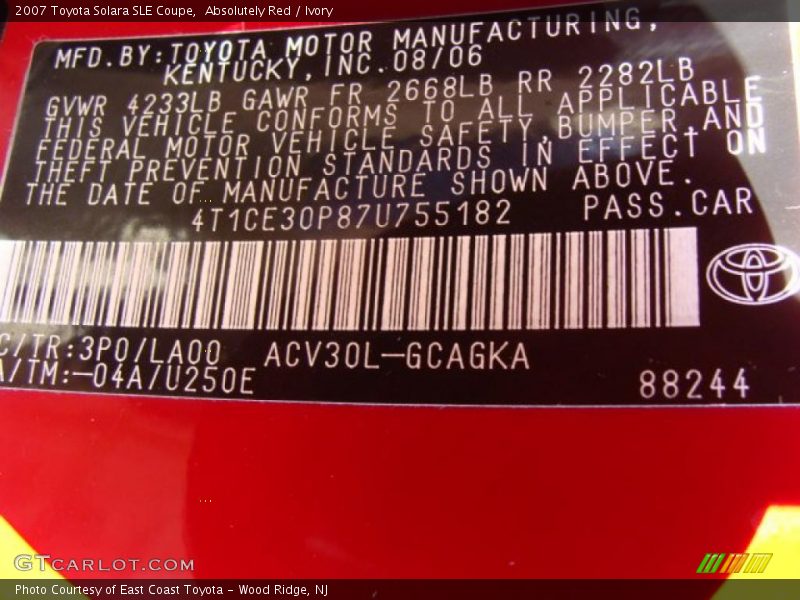 2007 Toyota Solara SLE Coupe,  Absolutely Red / Ivory
MFD.BY:TOYOTA MOTOR MANUFACTURING,
KENTUCKY,INC.08/06
GVWR 4233LB GAWR FR 2668LB RR 2282LB
THIS VEHICLE CONFORMS TO ALL APPLICABLE
FEDERAL MOTOR VEHICLE SAFETY,BUMPER,AND
THEFT PREVENTION STANDARDS IN EFFECT ON
THE DATE OF MANUFACTURE SHOWN ABOVE.
4T1CE30P87U755182 PASS.CAR
C/TR:3P0/LA00 ACV30L-GCAGKA
A/TM:-04A/U250E 88244
GTCARLOT.COM
Photo Courtesy of East Coast Toyota - Wood Ridge, NJ